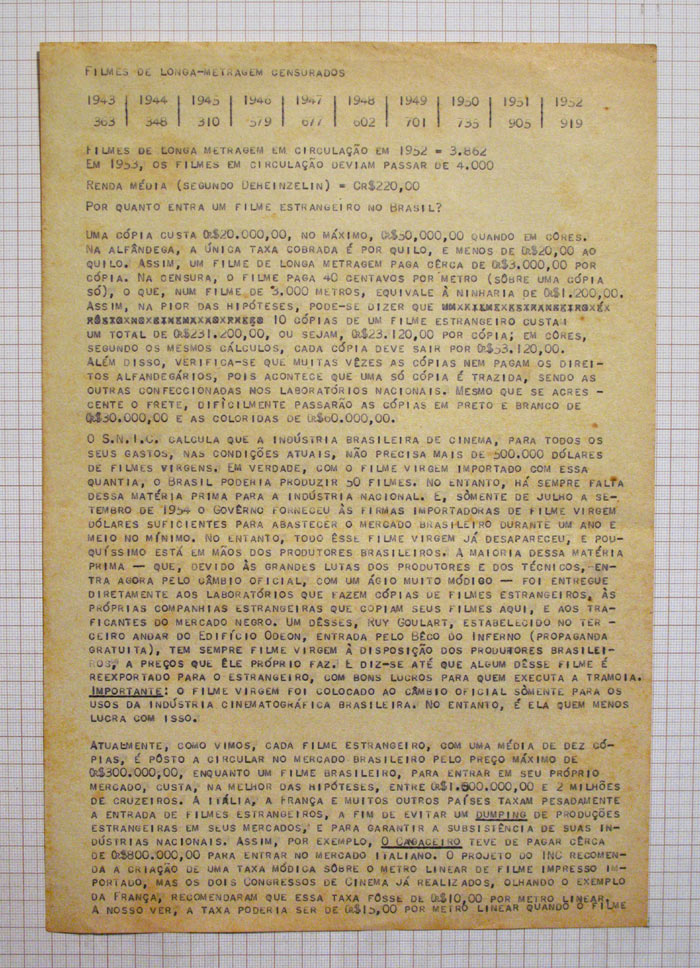 FILMES DE LONGA-METRAGEM CENSURADOS
1943 | 1944 | 1945 | 1946 | 1947 | 1948 | 1949 | 1950 | 1951 | 1952
363 | 348 | 310 | 579 | 677 | 602 | 701 | 735 | 905 | 919
FILMES DE LONGA METRAGEM EM CIRCULAÇÃO EM 1952 = 3.862
EM 1953, OS FILMES EM CIRCULAÇÃO DEVIAM PASSAR DE 4.000
RENDA MÉDIA (SEGUNDO DEHEINZELIN) = CR$220,00
POR QUANTO ENTRA UM FILME ESTRANGEIRO NO BRASIL?
UMA CÓPIA CUSTA CR$20.000,00, NO MÁXIMO, CR$50,000,00 QUANDO EM CÔRES.
NA ALFÂNDEGA, A ÚNICA TAXA COBRADA É POR QUILO, E MENOS DE CR$20,00 AO
QUILO. ASSIM, UM FILME DE LONGA METRAGEM PAGA CÊRCA DE CR$3.000,00 POR
CÓPIA. NA CENSURA, O FILME PAGA 40 CENTAVOS POR METRO (SÔBRE UMA CÓPIA
SÓ), O QUE, NUM FILME DE 3.000 METROS, EQUIVALE À NINHARIA DE CR$1.200,00.
ASSIM, NA PIOR DAS HIPÓTESES, PODE-SE DIZER QUE
10 CÓPIAS DE UM FILME ESTRANGEIRO CUSTAM
UM TOTAL DE CR$231.200,00, OU SEJAM, CR$23.120,00 POR CÓPIA; EM CÔRES,
SEGUNDO OS MESMOS CÁLCULOS, CADA CÓPIA DEVE SAIR POR CR$53.120,00.
ALÉM DISSO, VERIFICA-SE QUE MUITAS VÊZES AS CÓPIAS NEM PAGAM OS DIREI-
TOS ALFANDEGÁRIOS, POIS ACONTECE QUE UMA SÓ CÓPIA É TRAZIDA, SENDO AS
OUTRAS CONFECCIONADAS NOS LABORATÓRIOS NACIONAIS. MESMO QUE SE ACRES-
CENTE O FRETE, DIFÌCILMENTE PASSARÃO AS CÓPIAS EM PRETO E BRANCO DE
CR$30.000,00 E AS COLORIDAS DE CR$60.000,00.
O S.N.I.C. CALCULA QUE A INDÚSTRIA BRASILEIRA DE CINEMA, PARA TODOS OS
SEUS GASTOS, NAS CONDIÇÕES ATUAIS, NÃO PRECISA MAIS DE 500.000 DÓLARES
DE FILMES VIRGENS. EM VERDADE, COM O FILME VIRGEM IMPORTADO COM ESSA
QUANTIA, O BRASIL PODERIA PRODUZIR 50 FILMES. NO ENTANTO, HÁ SEMPRE FALTA
DESSA MATÉRIA PRIMA PARA A INDÚSTRIA NACIONAL. E, SÒMENTE DE JULHO A SE-
TEMBRO DE 1954 O GOVÊRNO FORNECEU ÀS FIRMAS IMPORTADORAS DE FILME VIRGEM
DÓLARES SUFICIENTES PARA ABASTECER O MERCADO BRASILEIRO DURANTE UM ANO E
MEIO NO MÍNIMO. NO ENTANTO, TODO ÊSSE FILME VIRGEM JÁ DESAPARECEU, E POU-
QUÍSSIMO ESTÁ EM MÃOS DOS PRODUTORES BRASILEIROS. A MAIORIA DESSA MATÉRIA
PRIMA — QUE, DEVIDO ÀS GRANDES LUTAS DOS PRODUTORES E DOS TÉCNICOS, EN-
TRA AGORA PELO CÂMBIO OFICIAL, COM UM ÁGIO MUITO MÓDIGO — FOI ENTREGUE
DIRETAMENTE AOS LABORATÓRIOS QUE FAZEM CÓPIAS DE FILMES ESTRANGEIROS, ÀS
PRÓPRIAS COMPANHIAS ESTRANGEIRAS QUE COPIAM SEUS FILMES AQUI, E AOS TRA-
FICANTES DO MERCADO NEGRO. UM DÊSSES, RUY GOULART, ESTABELECIDO NO TER-
CEIRO ANDAR DO EDIFÍCIO ODEON, ENTRADA PELO BÊCO DO INFERNO (PROPAGANDA
GRATUITA), TEM SEMPRE FILME VIRGEM À DISPOSIÇÃO DOS PRODUTORES BRASILEI-
ROS, A PREÇOS QUE ÊLE PRÓPRIO FAZ. E DIZ-SE ATÉ QUE ALGUM DÊSSE FILME É
REEXPORTADO PARA O ESTRANGEIRO, COM BONS LUCROS PARA QUEM EXECUTA A TRAMOIA.
IMPORTANTE: O FILME VIRGEM FOI COLOCADO AO CÂMBIO OFICIAL SÒMENTE PARA OS
USOS DA INDÚSTRIA CINEMATOGRÁFICA BRASILEIRA. NO ENTANTO, É ELA QUEM MENOS
LUCRA COM ISSO.
ATUALMENTE, COMO VIMOS, CADA FILME ESTRANGEIRO, COM UMA MÉDIA DE DEZ CÓ-
PIAS, É PÔSTO A CIRCULAR NO MERCADO BRASILEIRO PELO PREÇO MÁXIMO DE
CR$300.000,00, ENQUANTO UM FILME BRASILEIRO, PARA ENTRAR EM SEU PRÓPRIO
MERCADO, CUSTA, NA MELHOR DAS HIPÓTESES, ENTRE CR$1.800.000,00 E 2 MILHÕES
DE CRUZEIROS. A ITÁLIA, A FRANÇA E MUITOS OUTROS PAÍSES TAXAM PESADAMENTE
A ENTRADA DE FILMES ESTRANGEIROS, A FIM DE EVITAR UM DUMPING DE PRODUÇÕES
ESTRANGEIRAS EM SEUS MERCADOS, E PARA GARANTIR A SUBSISTÊNCIA DE SUAS IN-
DÚSTRIAS NACIONAIS. ASSIM, POR EXEMPLO, O CAGACEIRO TEVE DE PAGAR CÊRCA
DE CR$800.000,00 PARA ENTRAR NO MERCADO ITALIANO. O PROJETO DO INC RECOMEN-
DA A CRIAÇÃO DE UMA TAXA MÓDICA SÔBRE O METRO LINEAR DE FILME IMPRESSO IM-
PORTADO, MAS OS DOIS CONGRESSOS DE CINEMA JÁ REALIZADOS, OLHANDO O EXEMPLO
DA FRANÇA, RECOMENDARAM QUE ESSA TAXA FÔSSE DE CR$10,00 POR METRO LINEAR.
A NOSSO VER, A TAXA PODERIA SER DE CR$15,00 POR METRO LINEAR QUANDO O FILME